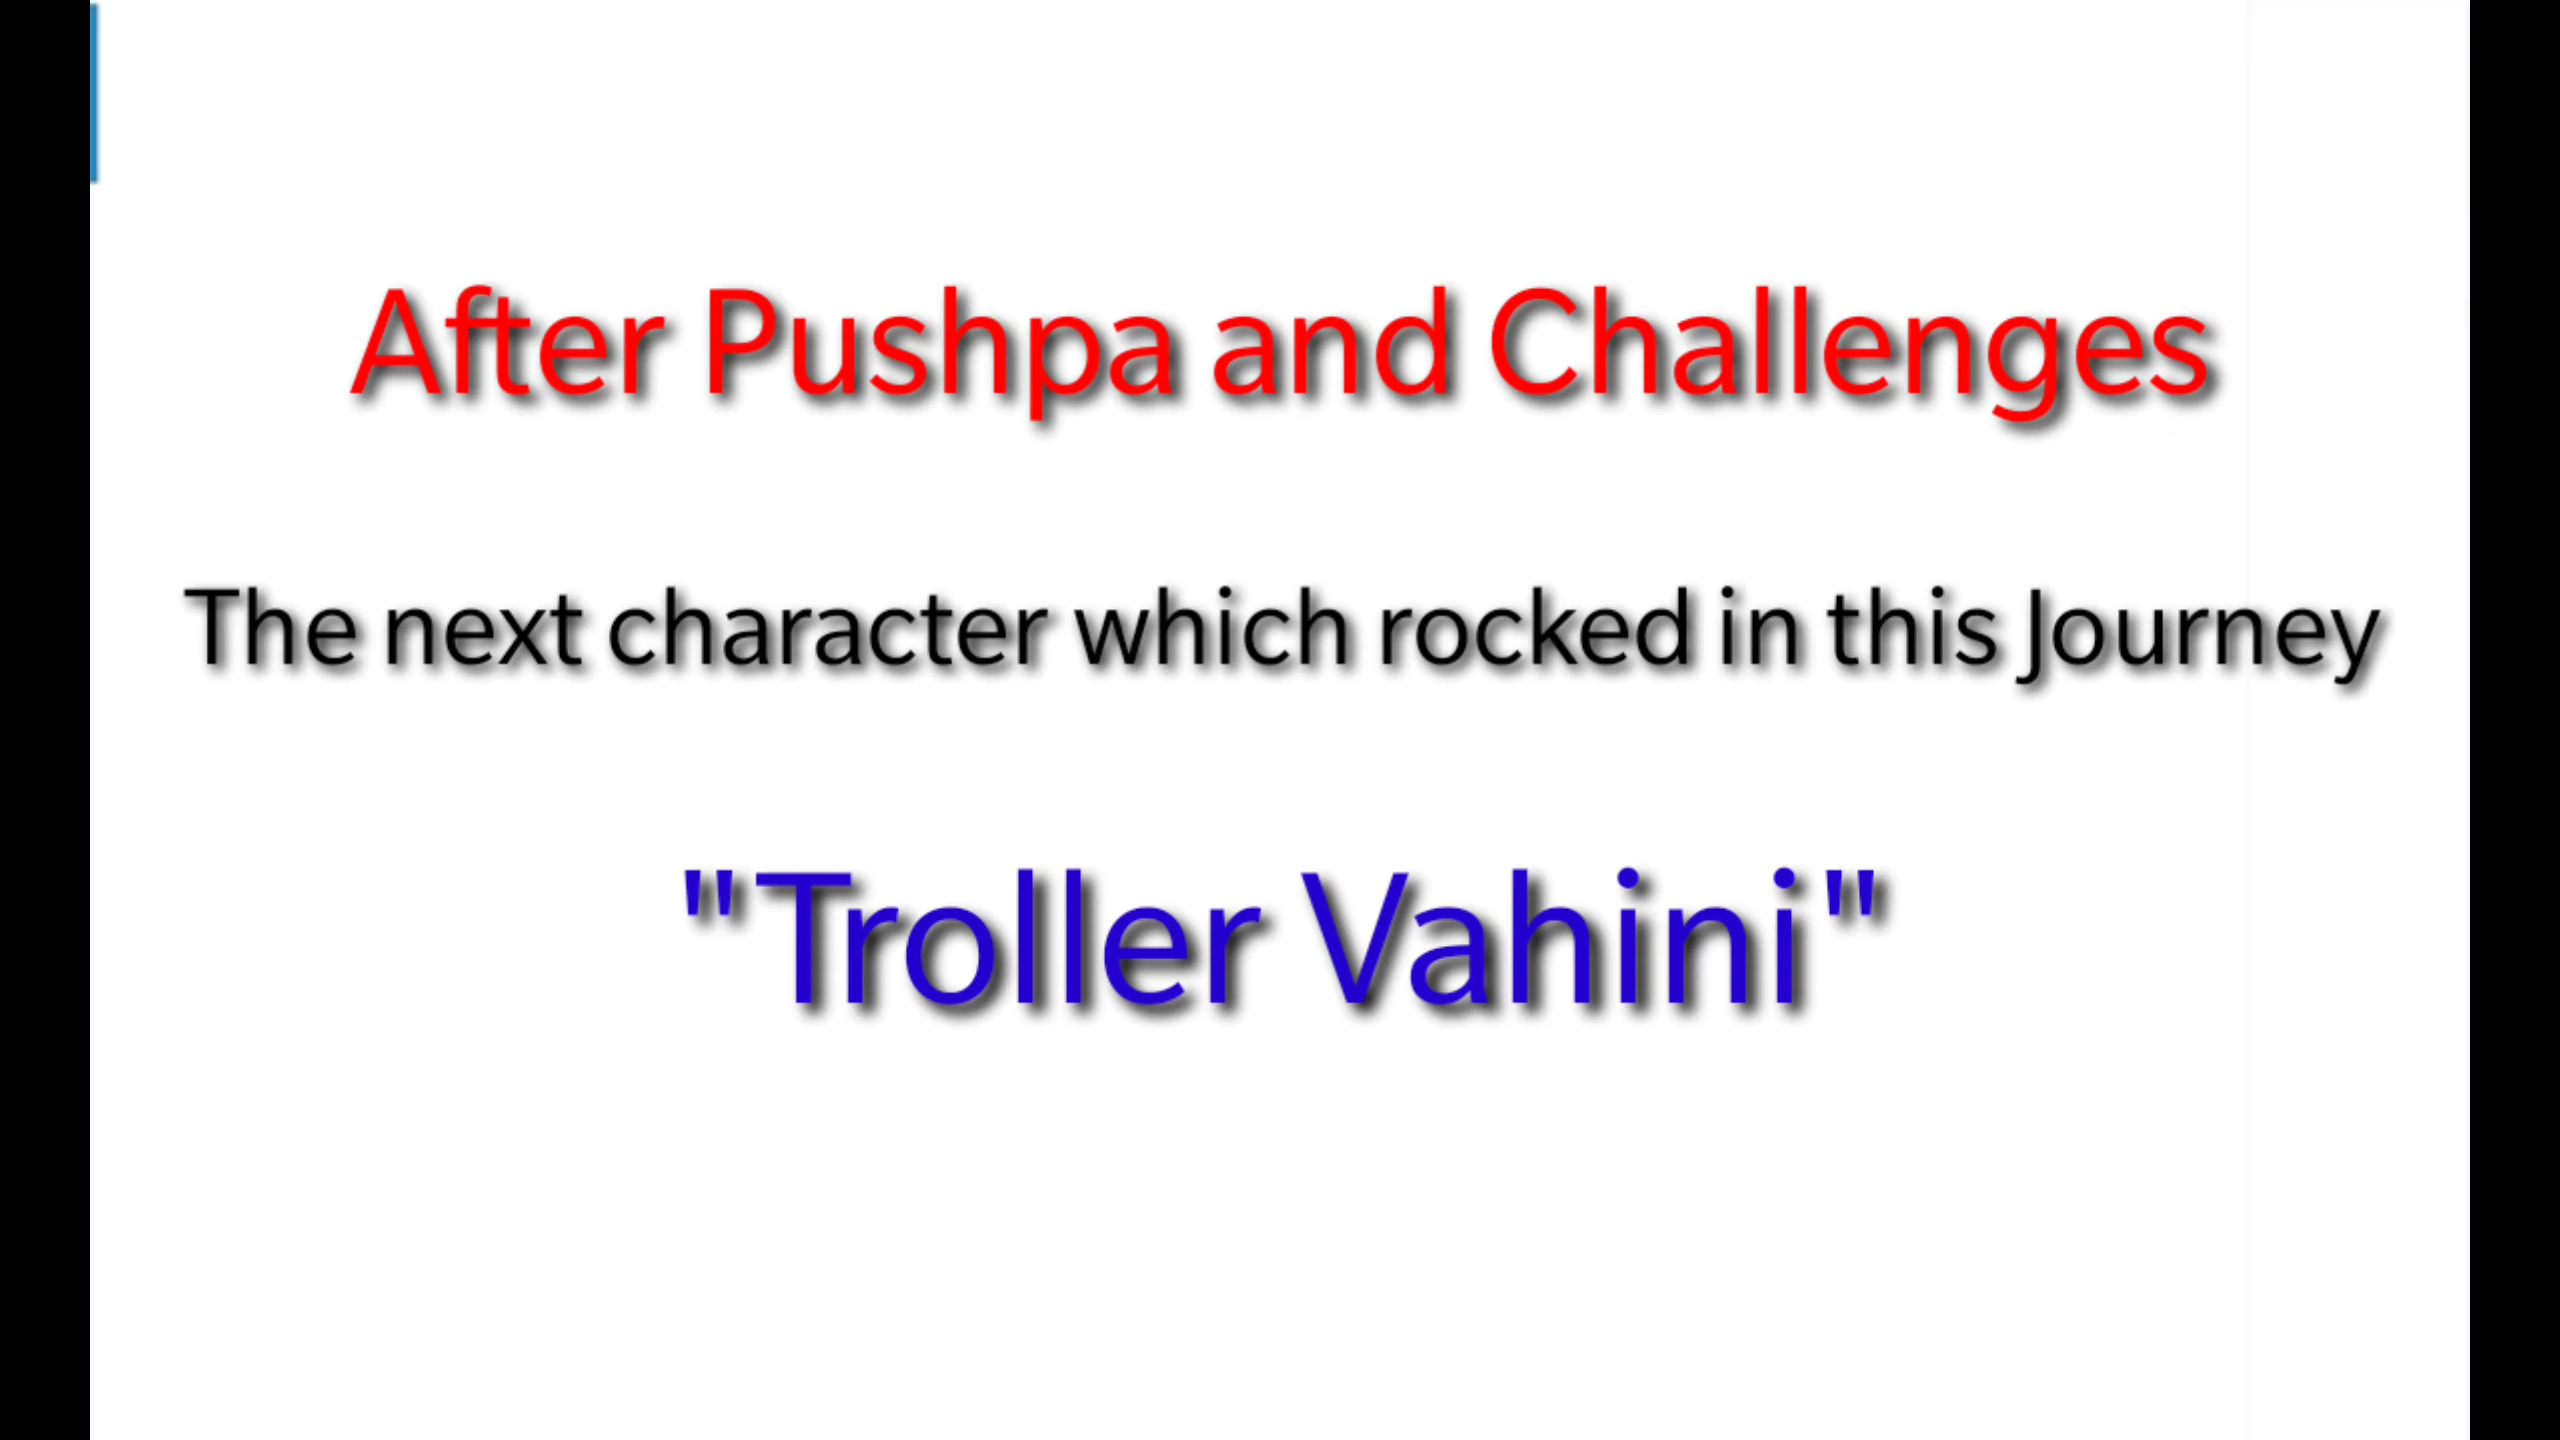 After Pushpa and Challenges
The next character which rocked in this Journey
"Troller Vahini"